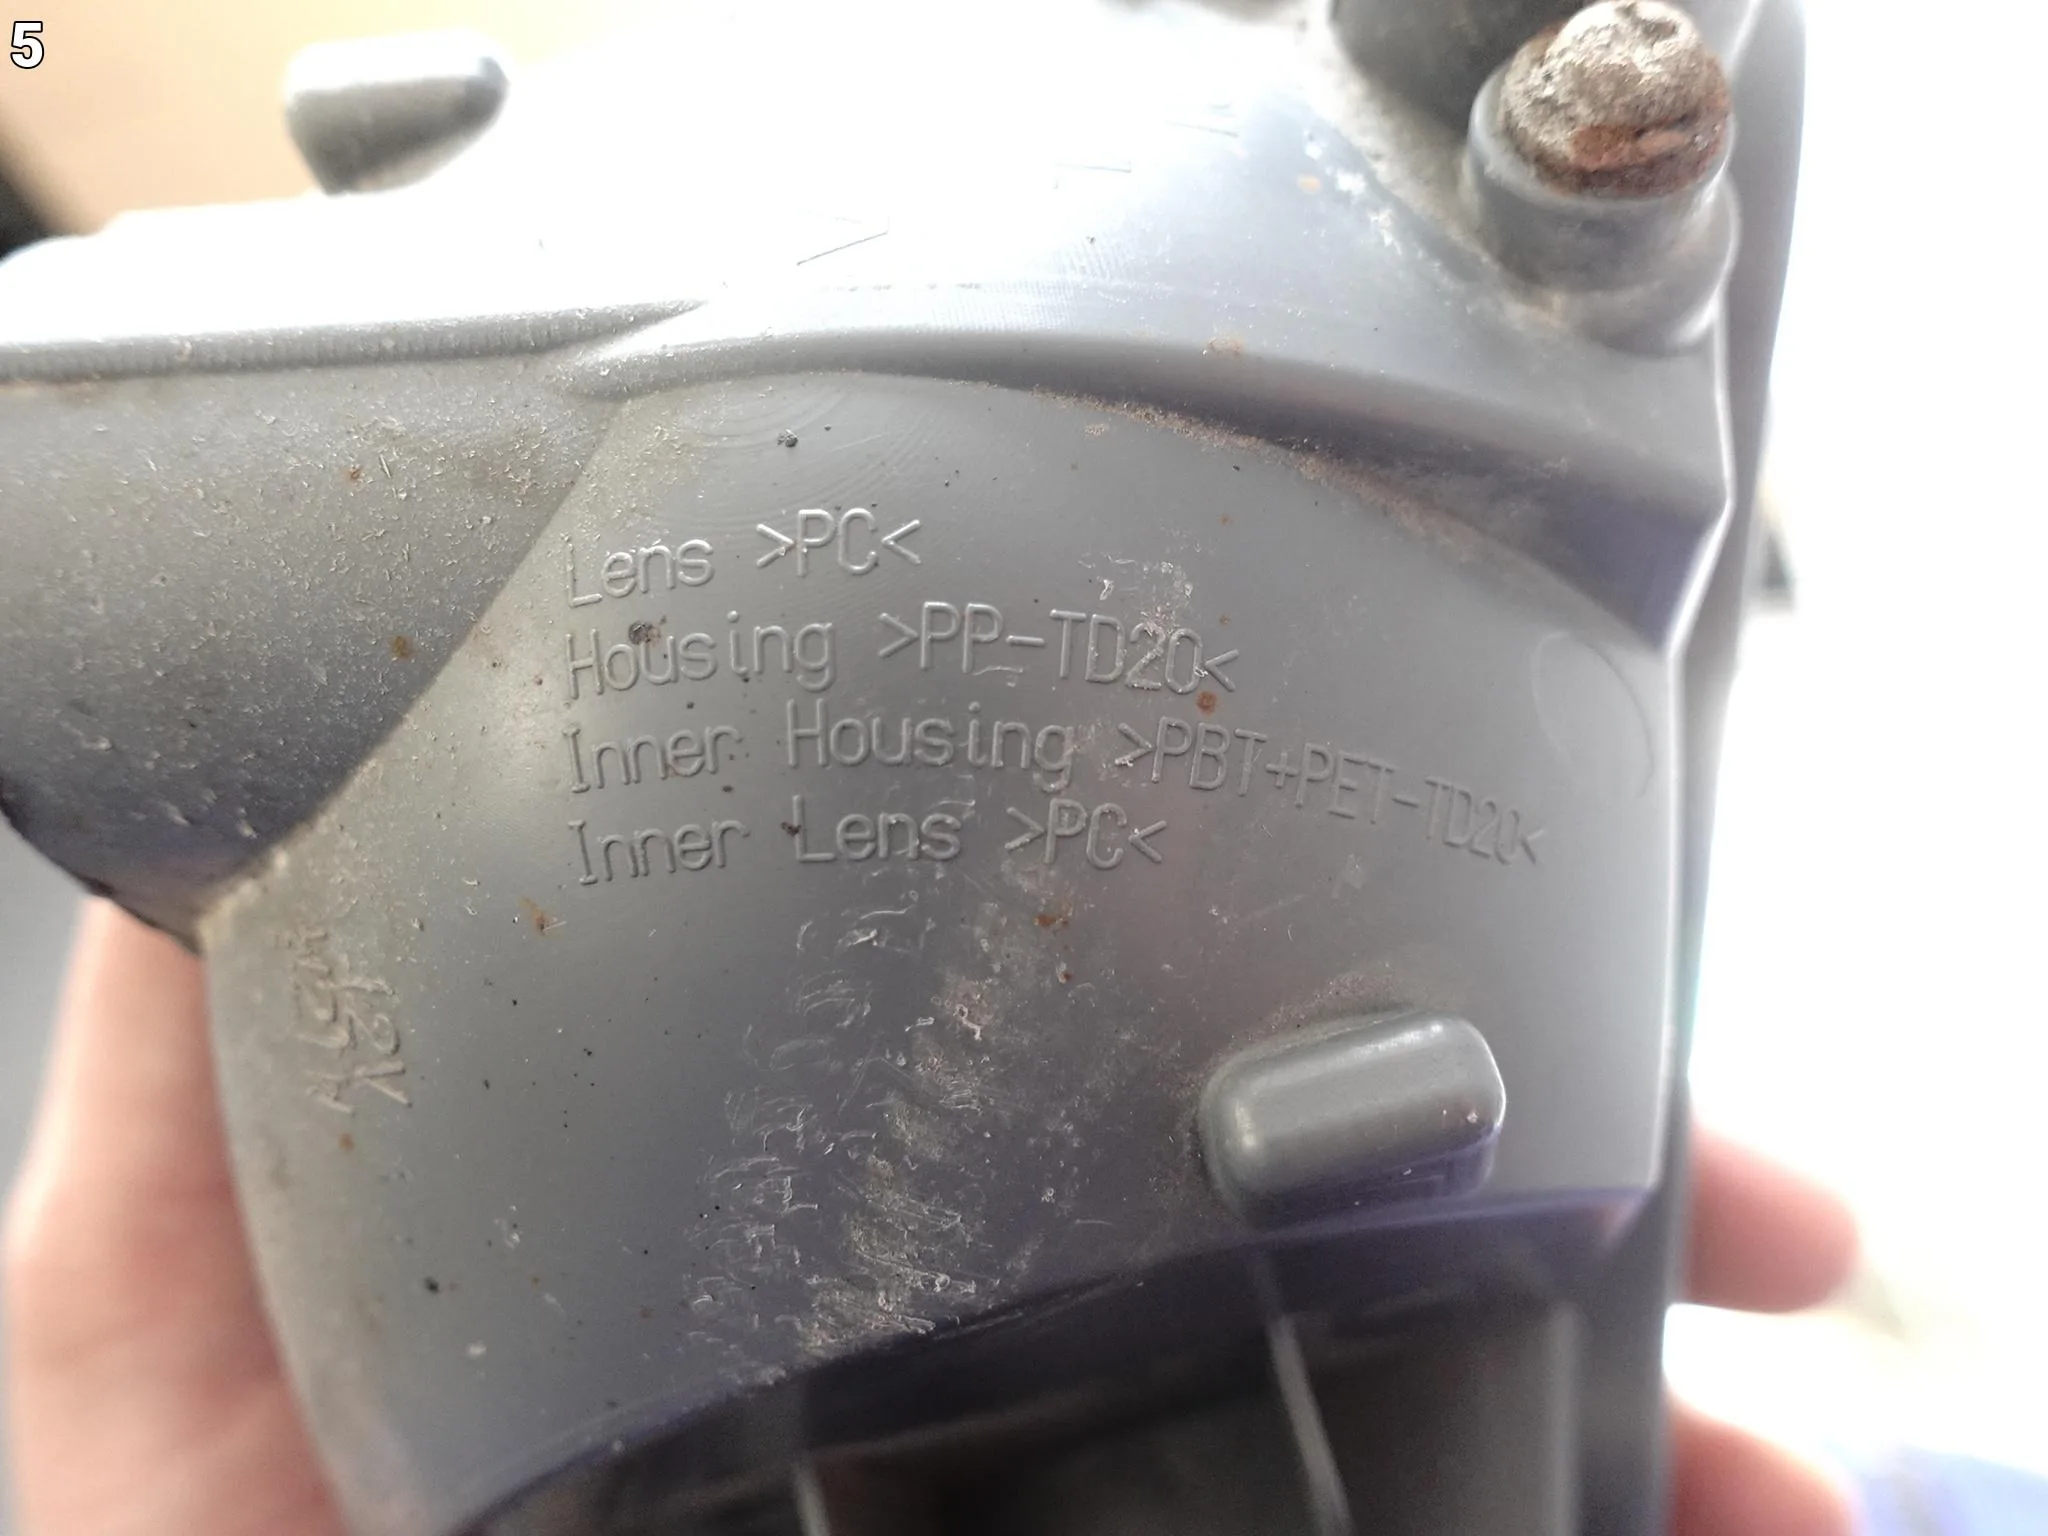 5
Lens >PC<
Housing >PP-TD20<
Inner Housing >PBT+PET-TD20<
Inner Lens >PC<